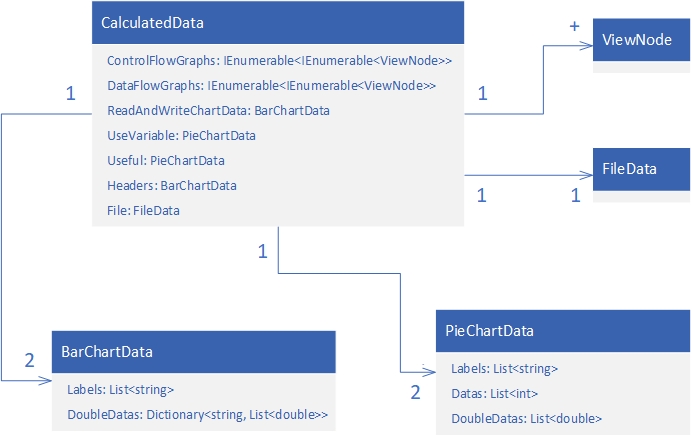 CalculatedData
ControlFlowGraphs: IEnumerable<IEnumerable<ViewNode>>
DataFlowGraphs: IEnumerable<IEnumerable<ViewNode>>
ReadAndWriteChartData: BarChartData
UseVariable: PieChartData
Useful: PieChartData
Headers: BarChartData
File: FileData
1
1
+
ViewNode
FileData
1
1
1
2
BarChartData
Labels: List<string>
DoubleDatas: Dictionary<string, List<double>>
2
PieChartData
Labels: List<string>
Datas: List<int>
DoubleDatas: List<double>